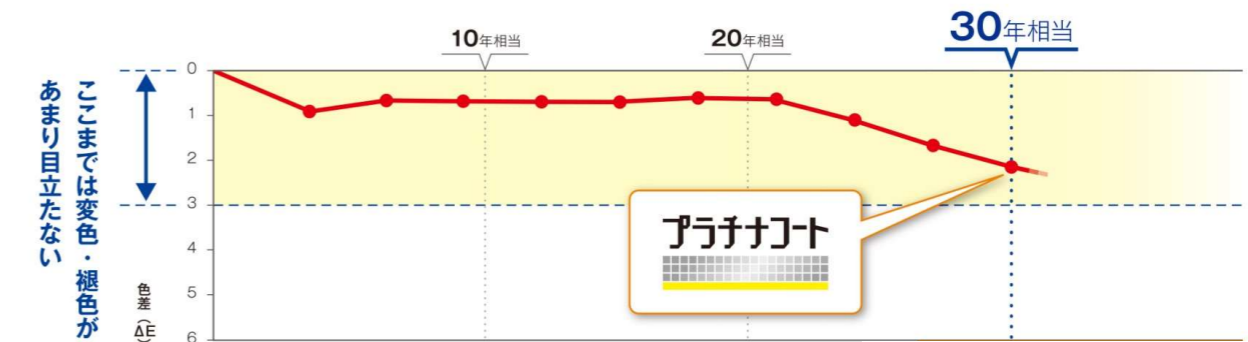 10年相当
20年相当
30年相当
ここまでは変色・褪色が
あまり目立たない
0
1
2
3
4
5
6
色差（ΔE
プラチナコート